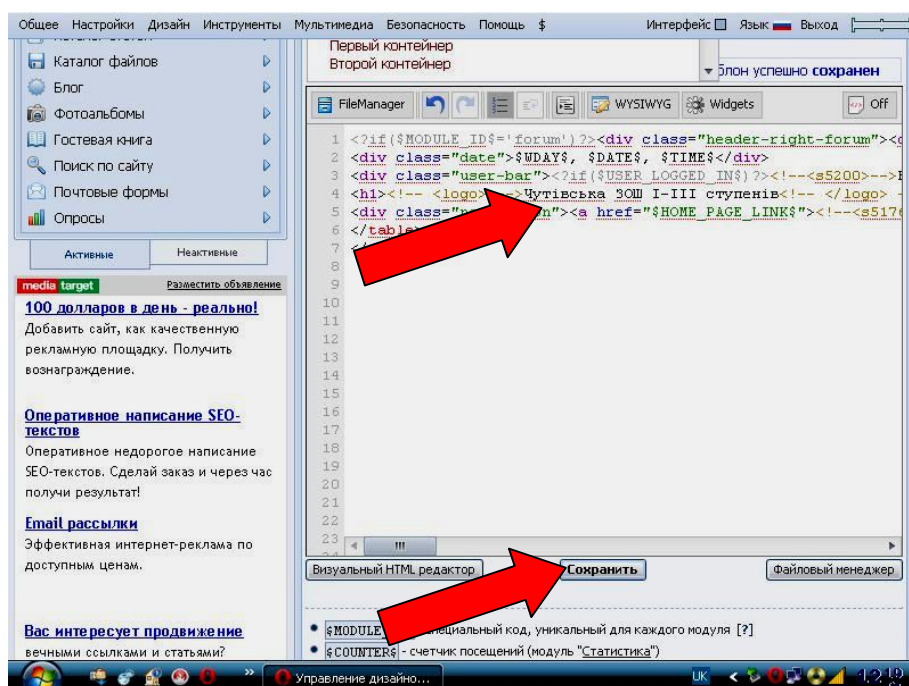 Общее Настройки Дизайн Инструменты Мультимедиа Безопасность Помощь $ Интерфейс Язык Выход
Каталог файлов
Блог
Фотоальбомы
Гостевая книга
Поиск по сайту
Почтовые формы
Опросы
Активные Неактивные
media target Разместить объявление
100 долларов в день - реально!
Добавить сайт, как качественную
рекламную площадку. Получить
вознаграждение.
Оперативное написание SEO-
текстов
Оперативное недорогое написание
SEO-текстов. Сделай заказ и через час
получи результат!
Email рассылки
Эффективная интернет-реклама по
доступным ценам.
Вас интересует продвижение
вечными ссылками и статьями?
Первый контейнер
Второй контейнер
блон успешно сохранен
FileManager WYSIWYG Widgets Off
1 <?if($MODULE_ID$='forum')?><div class="header-right-forum"><
2 <div class="date">$WDAY$, $DATE$, $TIME$</div>
3 <div class="user-bar"><?if($USER_LOGGED_IN$)?><!--<s5200>-->
4 <h1><!-- <logo> -->Чутівська ЗОШ І-ІІІ ступенів<!-- </logo> -
5 <div class= n"><a href="$HOME_PAGE_LINK$"><!--<s5176
6 </table>
7
8
9
10
11
12
13
14
15
16
17
18
19
20
21
22
23
Визуальный HTML редактор Сохранить Файловый менеджер
$MODULE уникальный для каждого модуля [?]
$COUNTER$ - счетчик посещений (модуль "Статистика")
Управление дизайно... UK